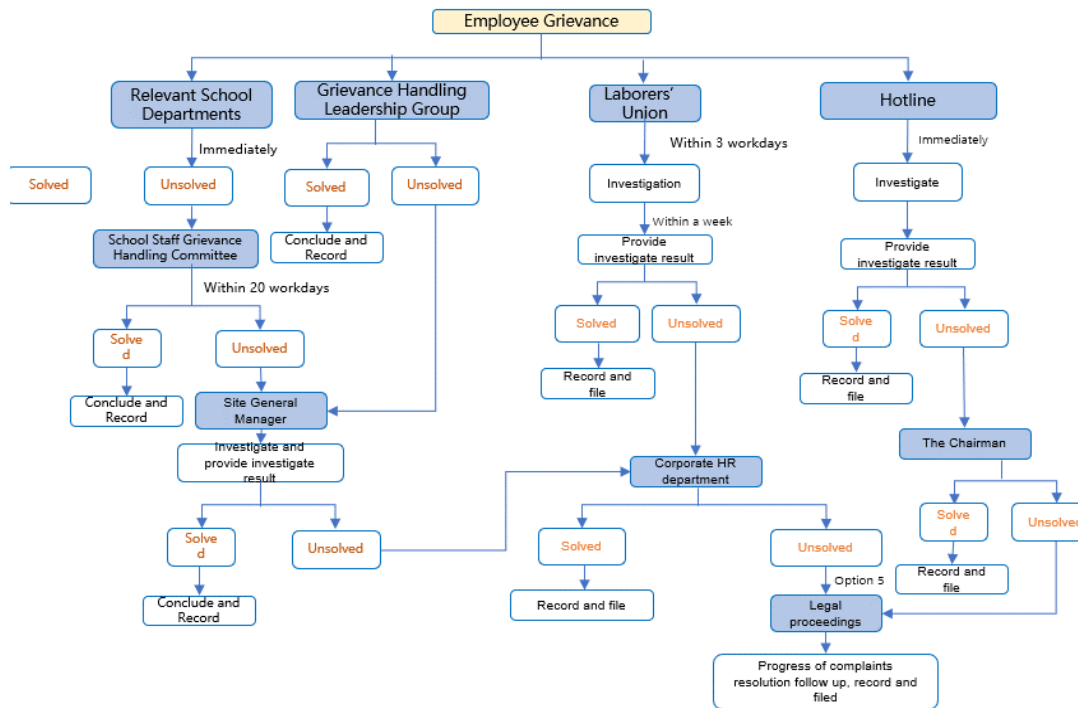 Employee Grievance
Relevant School
Departments
Grievance Handling
Leadership Group
Laborers'
Union
Hotline
Immediately
Within 3 workdays
Immediately
Solved
Unsolved
Solved
Unsolved
Investigation
Investigate
School Staff Grievance
Handling Committee
Conclude and
Record
Within a week
Provide
investigate result
Provide
investigate result
Within 20 workdays
Solve
d
Unsolved
Solved
Unsolved
Solve
d
Unsolved
Conclude and
Record
Site General
Manager
Record and
file
Record and
file
Investigate and
provide investigate
result
Corporate HR
department
The Chairman
Solve
d
Unsolved
Solved
Unsolved
Solve
d
Unsolved
Conclude and
Record
Record and file
Option 5
Record and
file
Legal
proceedings
Progress of complaints
resolution follow up, record and
filed